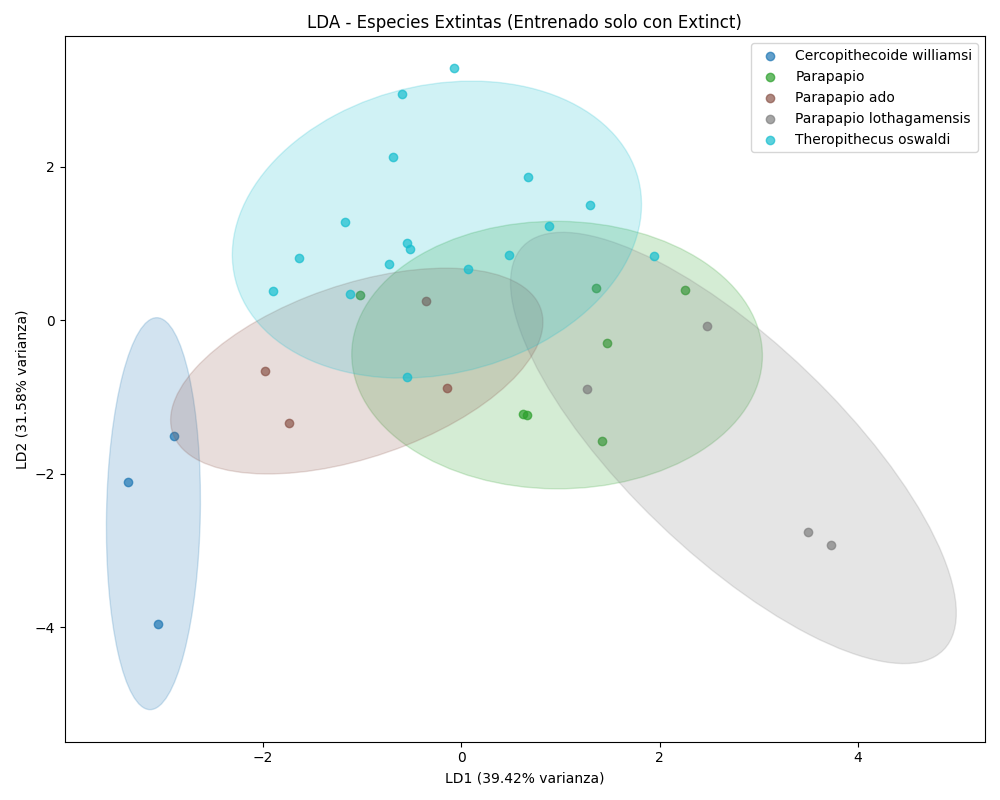 LDA - Especies Extintas (Entrenado solo con Extinct)
Cercopithecoide williamsi
Parapapio
Parapapio ado
Parapapio lothagamensis
Theropithecus oswaldi
LD2 (31.58% varianza)
2
0
−2
−4
−2
0
2
4
LD1 (39.42% varianza)